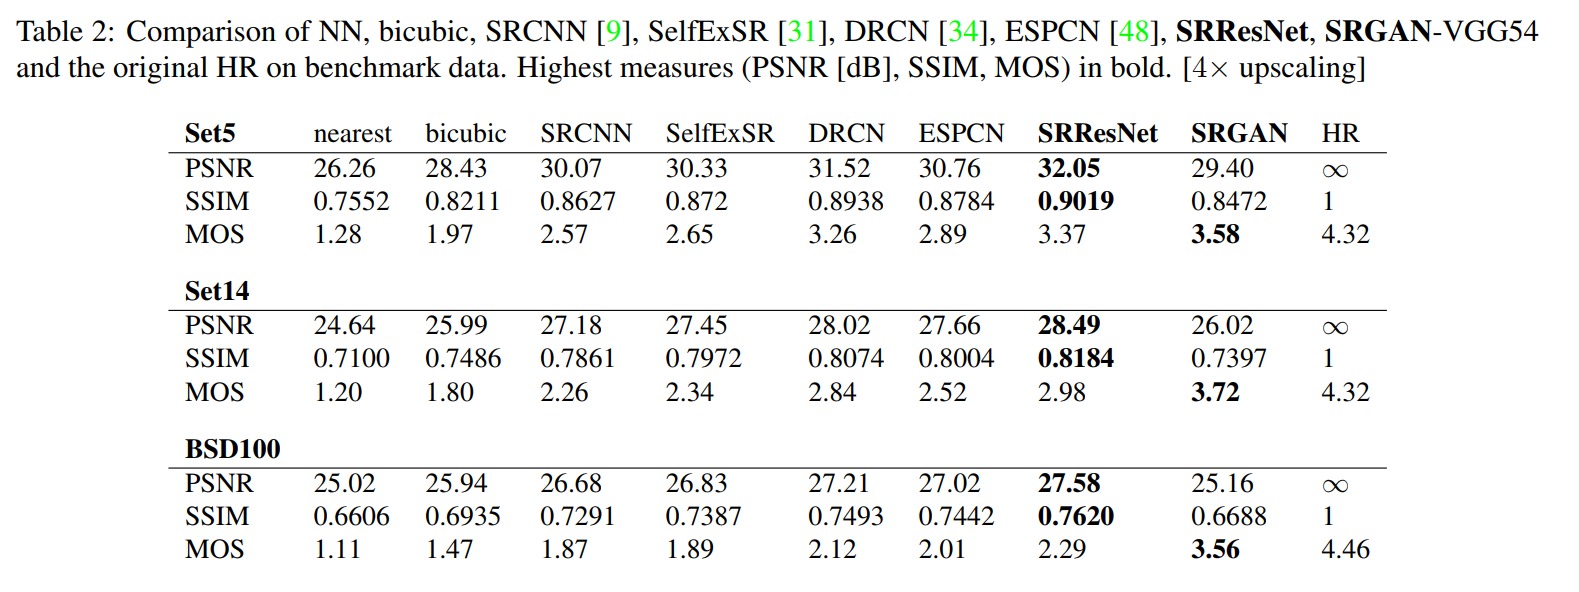 Table 2: Comparison of NN, bicubic, SRCNN [9], SelfExSR [31], DRCN [34], ESPCN [48], SRResNet, SRGAN-VGG54
and the original HR on benchmark data. Highest measures (PSNR [dB], SSIM, MOS) in bold. [4× upscaling]
Set5 nearest bicubic SRCNN SelfExSR DRCN ESPCN SRResNet SRGAN HR
PSNR 26.26 28.43 30.07 30.33 31.52 30.76 32.05 29.40 ∞
SSIM 0.7552 0.8211 0.8627 0.872 0.8938 0.8784 0.9019 0.8472 1
MOS 1.28 1.97 2.57 2.65 3.26 2.89 3.37 3.58 4.32
Set14
PSNR 24.64 25.99 27.18 27.45 28.02 27.66 28.49 26.02 ∞
SSIM 0.7100 0.7486 0.7861 0.7972 0.8074 0.8004 0.8184 0.7397 1
MOS 1.20 1.80 2.26 2.34 2.84 2.52 2.98 3.72 4.32
BSD100
PSNR 25.02 25.94 26.68 26.83 27.21 27.02 27.58 25.16 ∞
SSIM 0.6606 0.6935 0.7291 0.7387 0.7493 0.7442 0.7620 0.6688 1
MOS 1.11 1.47 1.87 1.89 2.12 2.01 2.29 3.56 4.46